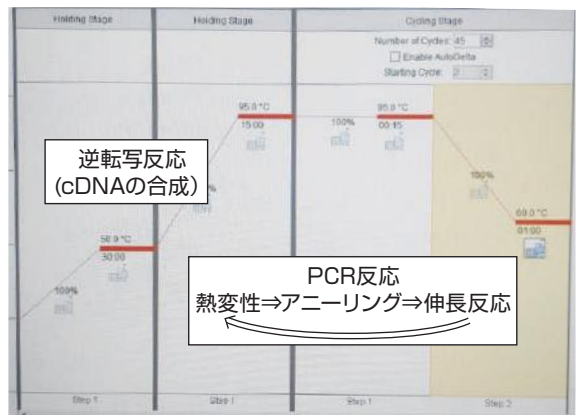 Holding Stage
Holding Stage
Cycling Stage
Number of Cycles: 45
Enable AutoDelta
Starting Cycle: 2
95.0 °C
15:00
100%
95.0 °C
00:15
逆転写反応
(cDNAの合成)
100%
60.0 °C
01:00
30:00
100%
PCR反応
熱変性⇒アニーリング⇒伸長反応
Step 1
Step 1
Step 1
Step 2